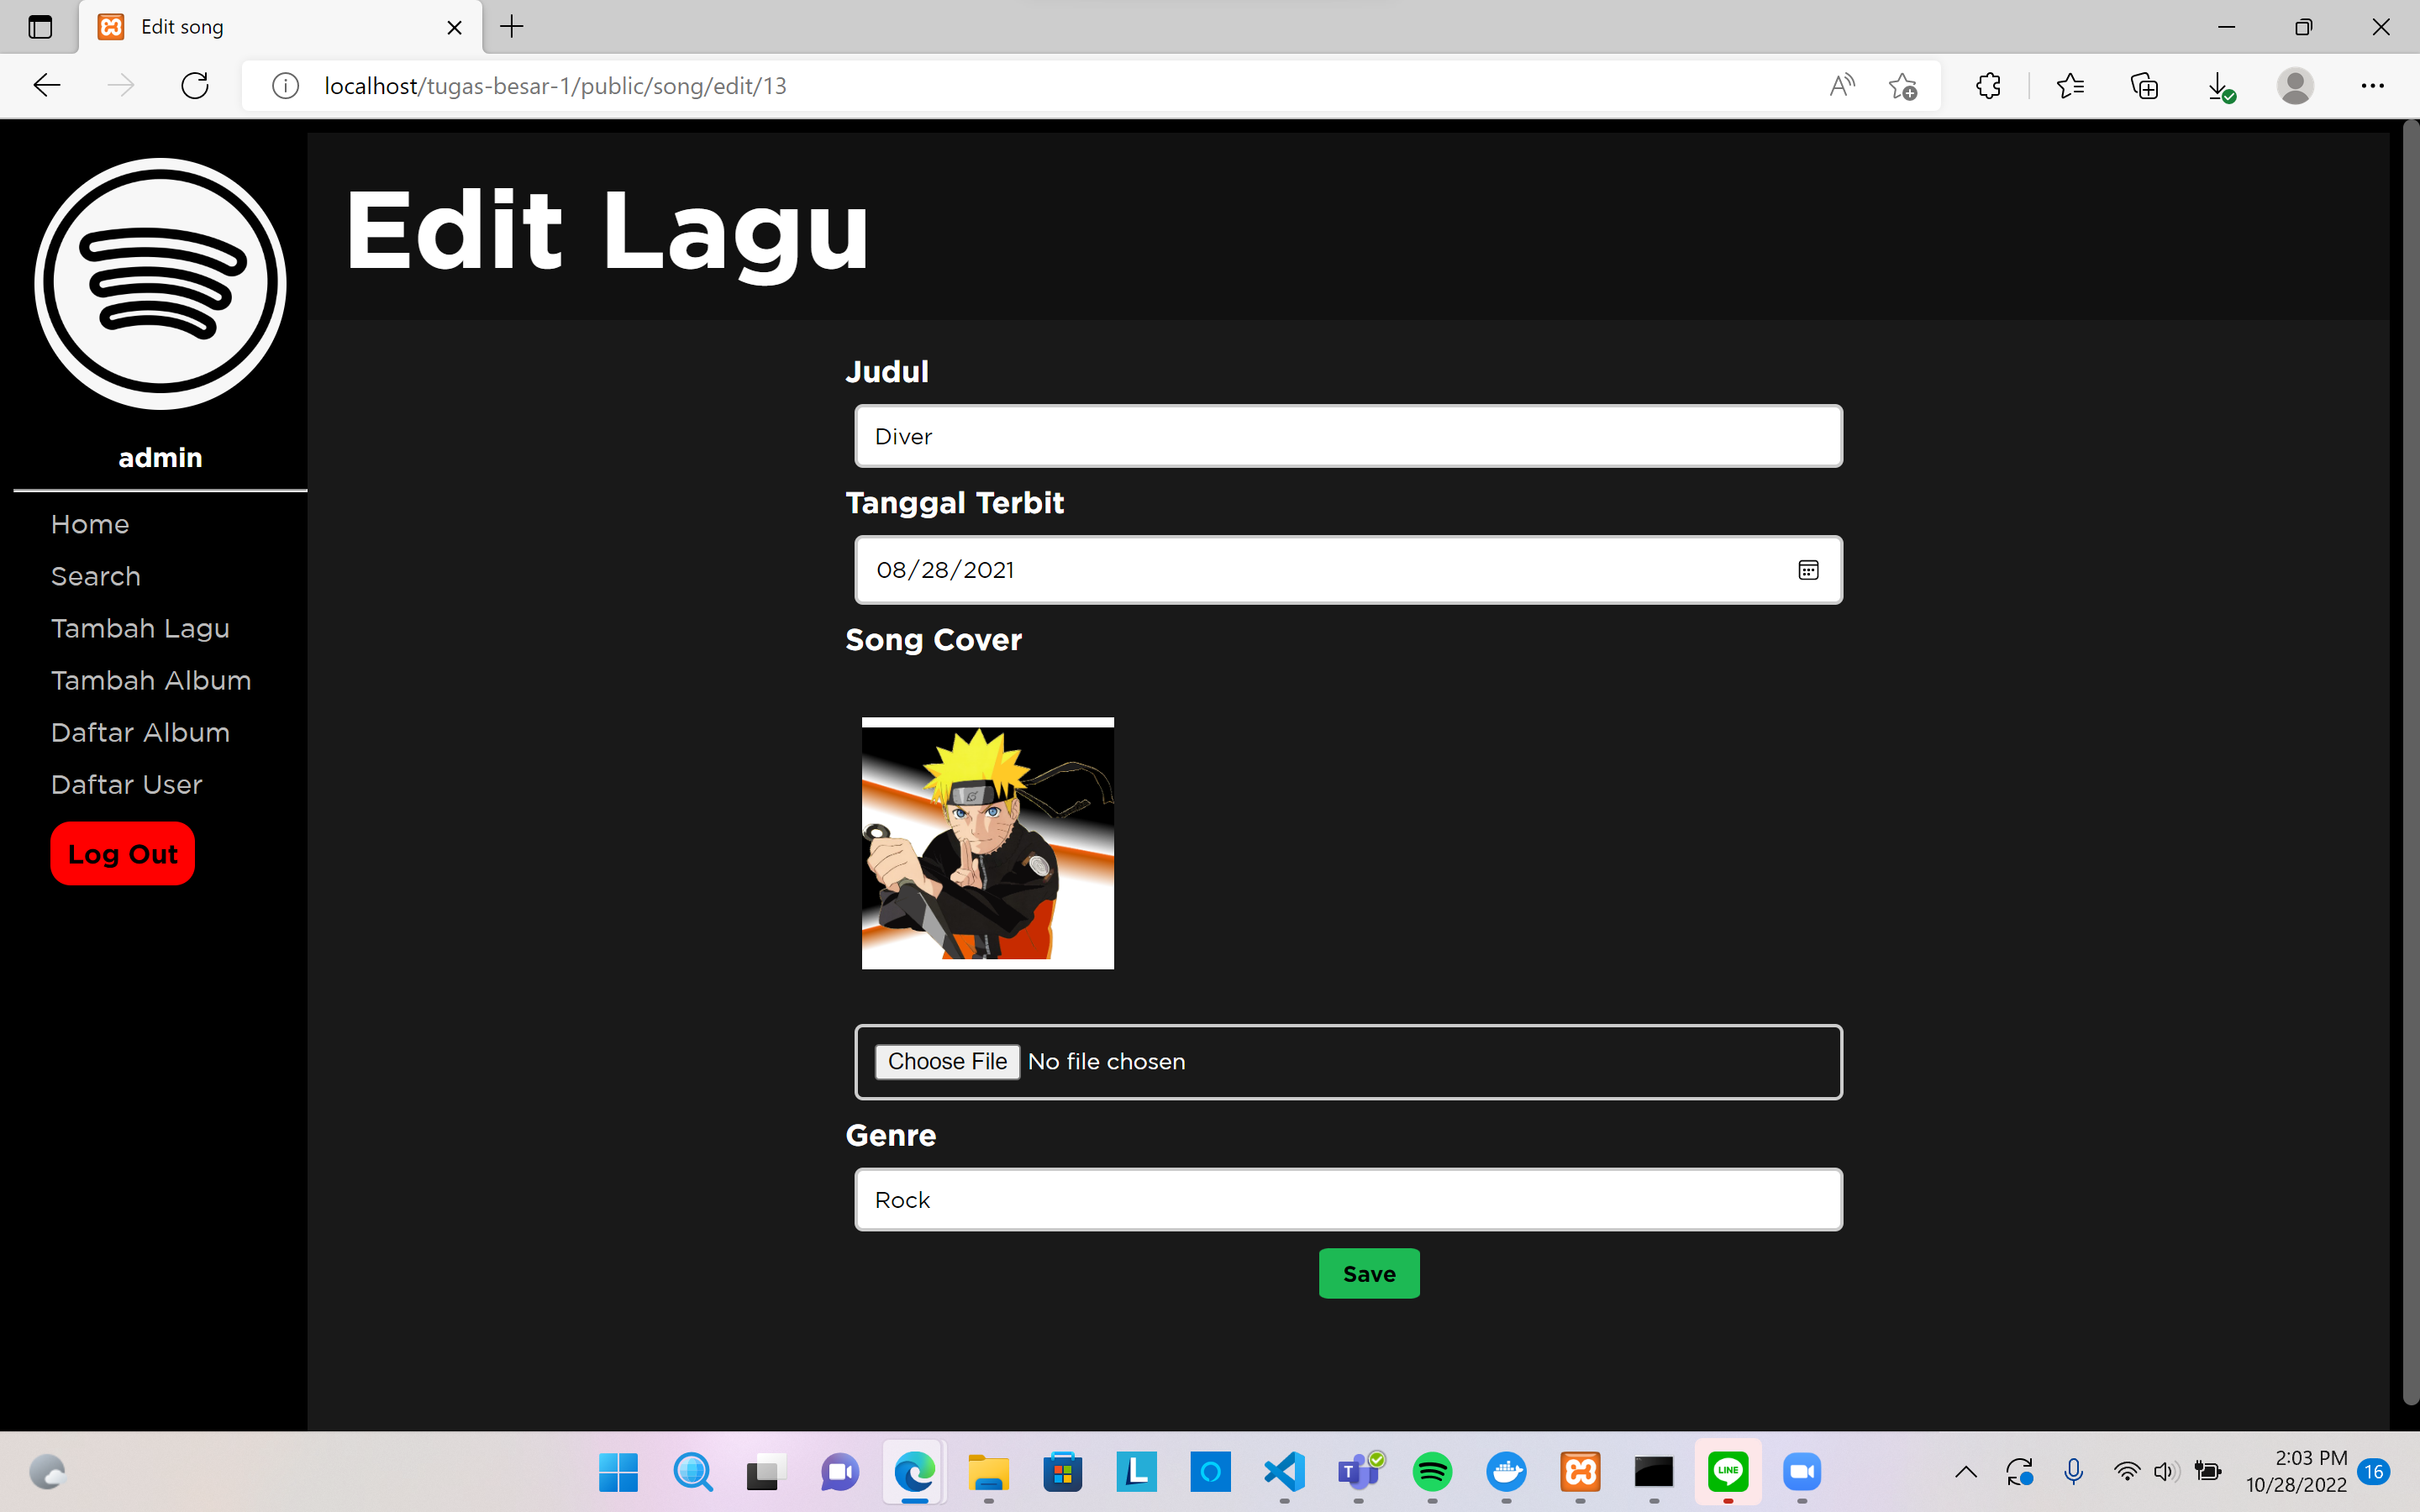 Edit song
localhost/tugas-besar-1/public/song/edit/13
Edit Lagu
admin
Home
Search
Tambah Lagu
Tambah Album
Daftar Album
Daftar User
Log Out
Judul
Diver
Tanggal Terbit
08/28/2021
Song Cover
Choose File No file chosen
Genre
Rock
Save
L
T
LINE
2:03 PM
10/28/2022
16